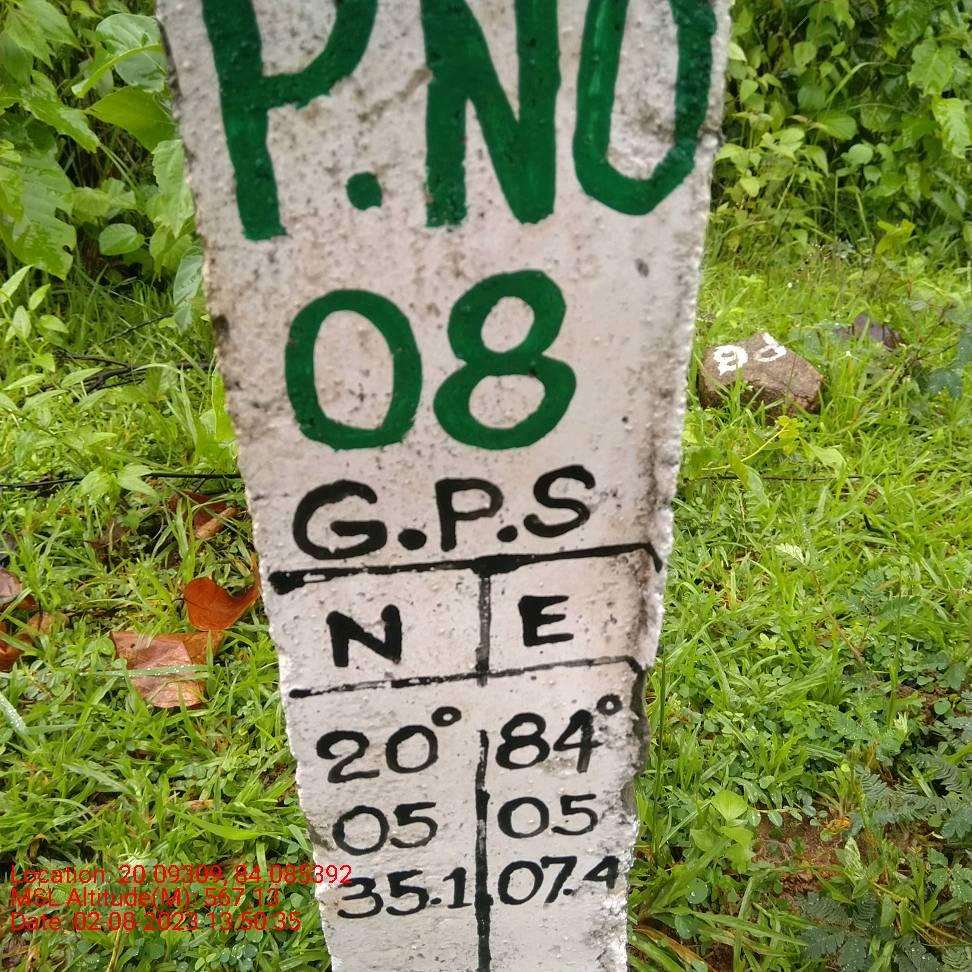 P.NO
08
G.P.S
N E
20° 84°
05 05
35.1 07.4
08
Location: 20.09309, 84.085392
MSL Altitude(M): 567.13
Date: 02.08 2023 13:50:35